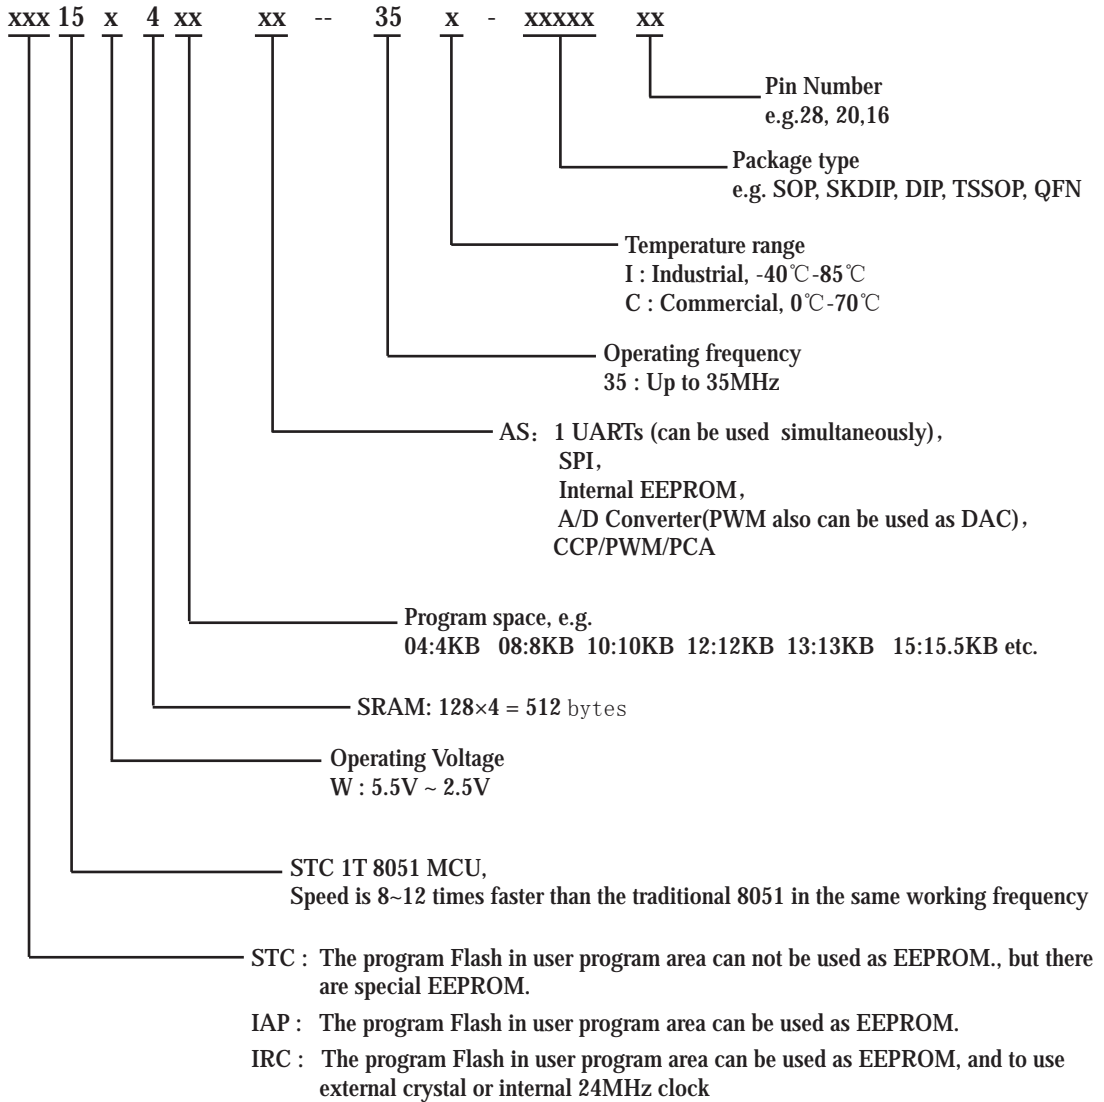 xxx 15 x 4 xx xx -- 35 x - xxxxx xx
Pin Number
e.g.28, 20,16
Package type
e.g. SOP, SKDIP, DIP, TSSOP, QFN
Temperature range
I : Industrial, -40℃-85℃
C : Commercial, 0℃-70℃
Operating frequency
35 : Up to 35MHz
AS： 1 UARTs (can be used simultaneously)，
SPI，
Internal EEPROM，
A/D Converter(PWM also can be used as DAC)，
CCP/PWM/PCA
Program space, e.g.
04:4KB 08:8KB 10:10KB 12:12KB 13:13KB 15:15.5KB etc.
SRAM: 128×4 = 512 bytes
Operating Voltage
W : 5.5V ~ 2.5V
STC 1T 8051 MCU,
Speed is 8~12 times faster than the traditional 8051 in the same working frequency
STC : The program Flash in user program area can not be used as EEPROM., but there
are special EEPROM.
IAP : The program Flash in user program area can be used as EEPROM.
IRC : The program Flash in user program area can be used as EEPROM, and to use
external crystal or internal 24MHz clock